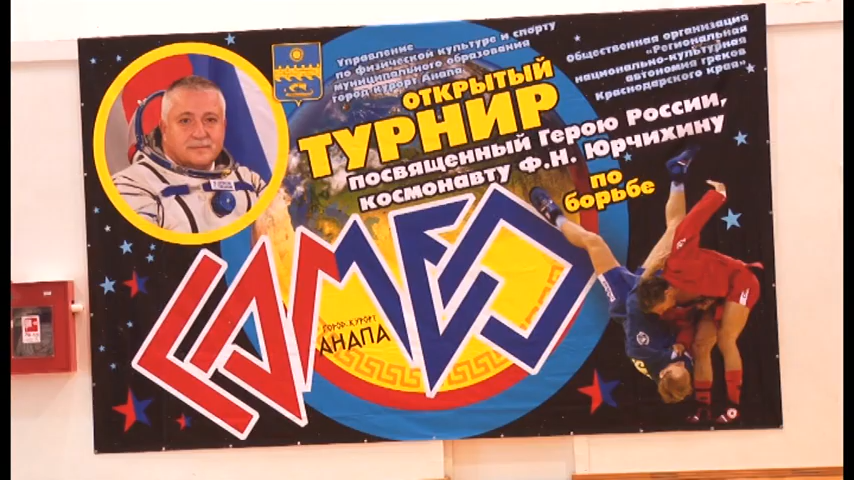 Управление
по физической культуре и спорту
муниципального образования
город курорт Анапа
Общественная организация
«Региональная
национально-культурная
автономия греков
Краснодарского края»
ОТКРЫТЫЙ
ТУРНИР
посвященный Герою России,
космонавту Ф.Н. Юрчихину
по
борьбе
САМБО
ГОРОД-КУРОРТ
АНАПА